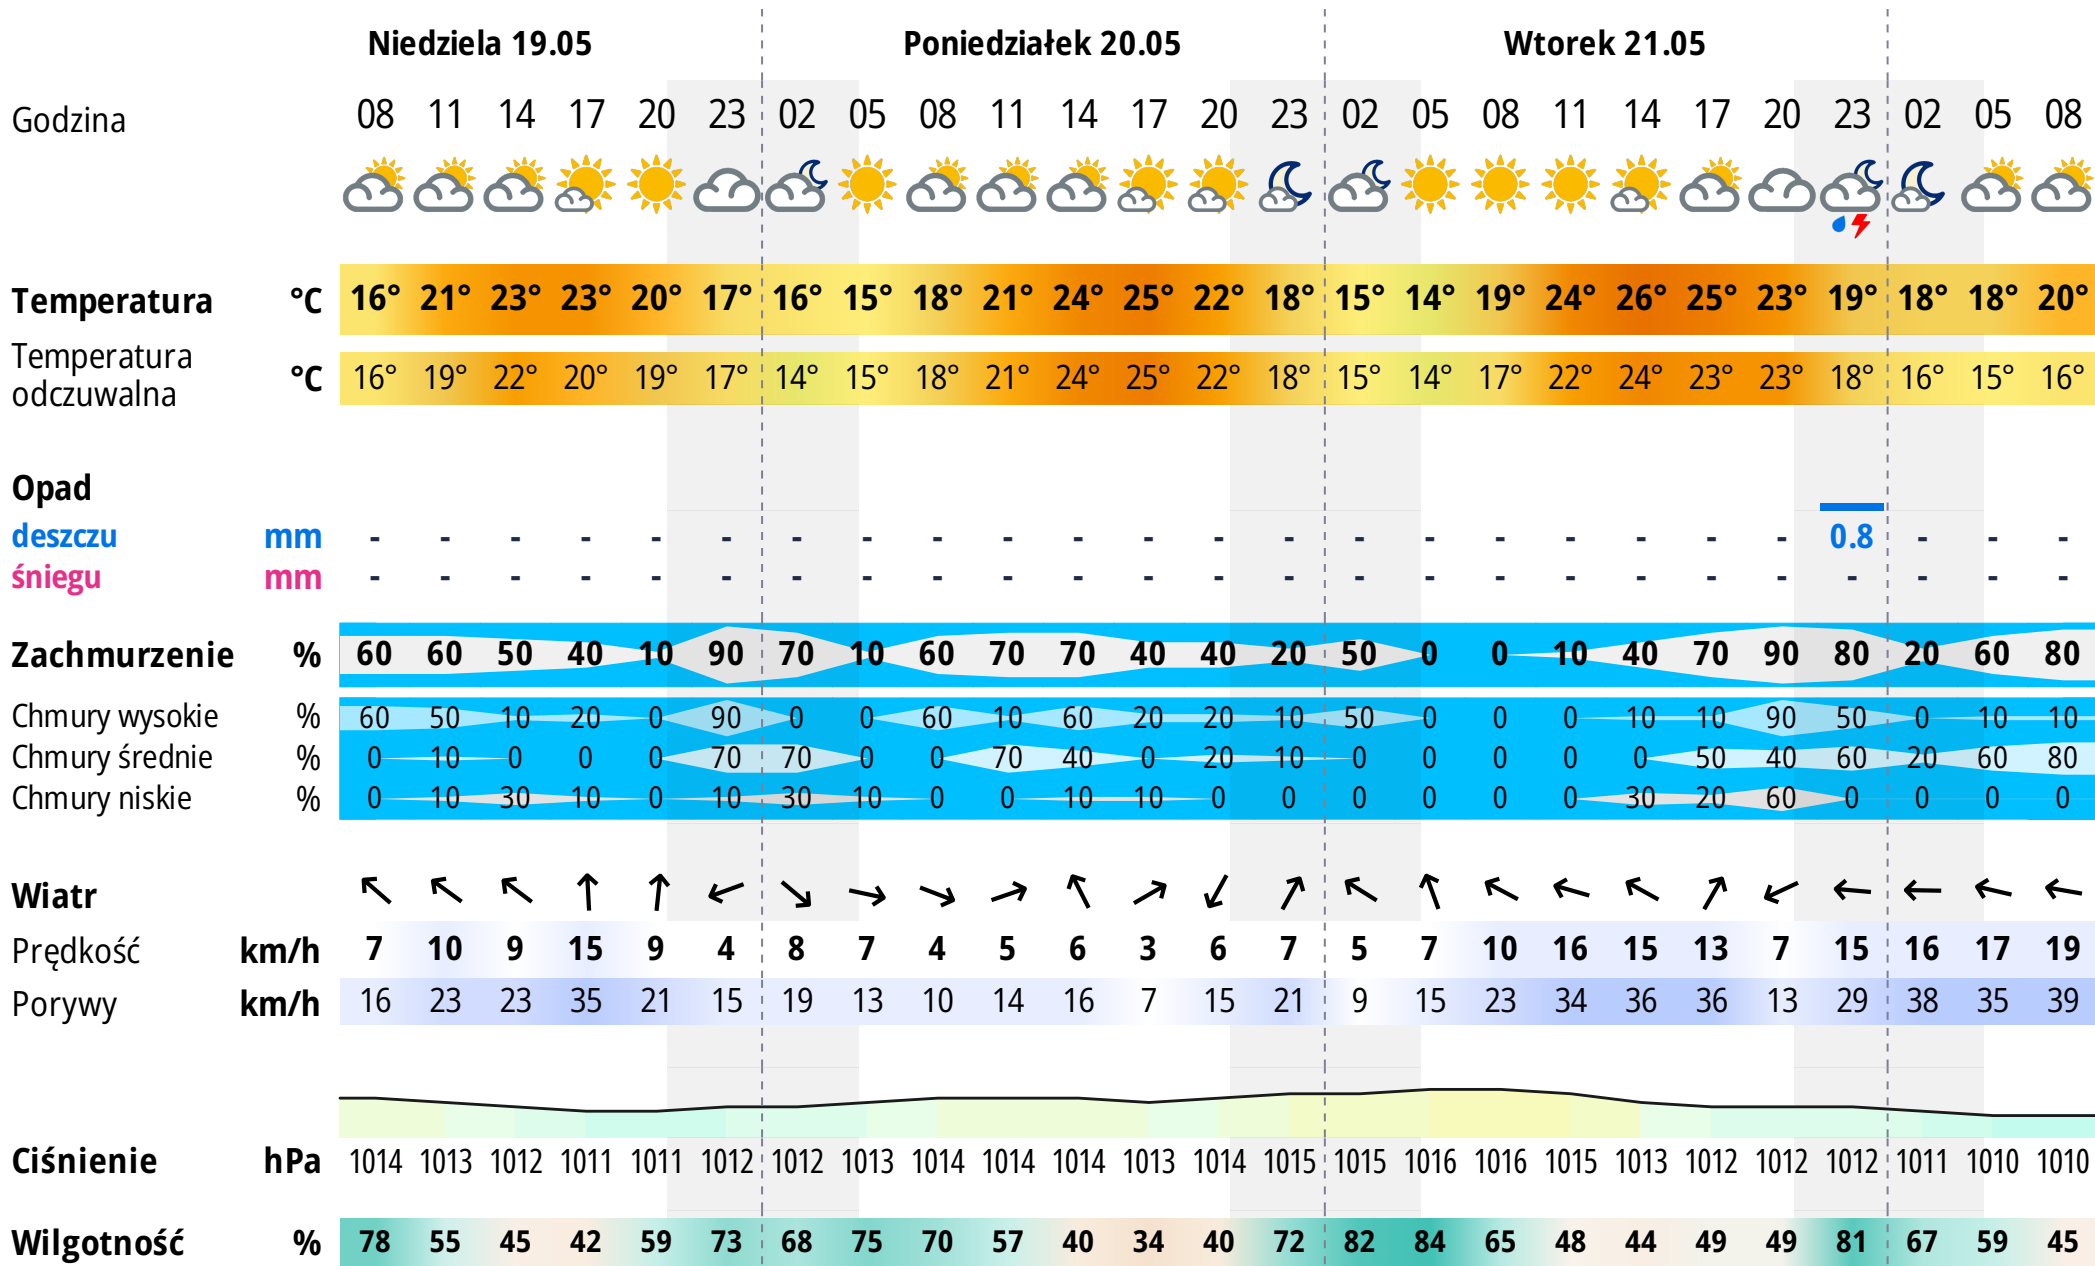 Niedziela 19.05 Poniedziałek 20.05 Wtorek 21.05
Godzina 08 11 14 17 20 23 02 05 08 11 14 17 20 23 02 05 08 11 14 17 20 23 02 05 08
Temperatura °C 16° 21° 23° 23° 20° 17° 16° 15° 18° 21° 24° 25° 22° 18° 15° 14° 19° 24° 26° 25° 23° 19° 18° 18° 20°
Temperatura
odczuwalna °C 16° 19° 22° 20° 19° 17° 14° 15° 18° 21° 24° 25° 22° 18° 15° 14° 17° 22° 24° 23° 23° 18° 16° 15° 16°
Opad
deszczu mm - - - - - - - - - - - - - - - - - - - - - 0.8 - - -
śniegu mm - - - - - - - - - - - - - - - - - - - - - - - - -
Zachmurzenie % 60 60 50 40 10 90 70 10 60 70 70 40 40 20 50 0 0 10 40 70 90 80 20 60 80
Chmury wysokie % 60 50 10 20 0 90 0 0 60 10 60 20 20 10 50 0 0 0 10 10 90 50 0 10 10
Chmury średnie % 0 10 0 0 0 70 70 0 0 70 40 0 20 10 0 0 0 0 0 50 40 60 20 60 80
Chmury niskie % 0 10 30 10 0 10 30 10 0 0 10 10 0 0 0 0 0 0 30 20 60 0 0 0 0
Wiatr
Prędkość km/h 7 10 9 15 9 4 8 7 4 5 6 3 6 7 5 7 10 16 15 13 7 15 16 17 19
Porywy km/h 16 23 23 35 21 15 19 13 10 14 16 7 15 21 9 15 23 34 36 36 13 29 38 35 39
Ciśnienie hPa 1014 1013 1012 1011 1011 1012 1012 1013 1014 1014 1014 1013 1014 1015 1015 1016 1016 1015 1013 1012 1012 1012 1011 1010 1010
Wilgotność % 78 55 45 42 59 73 68 75 70 57 40 34 40 72 82 84 65 48 44 49 49 81 67 59 45